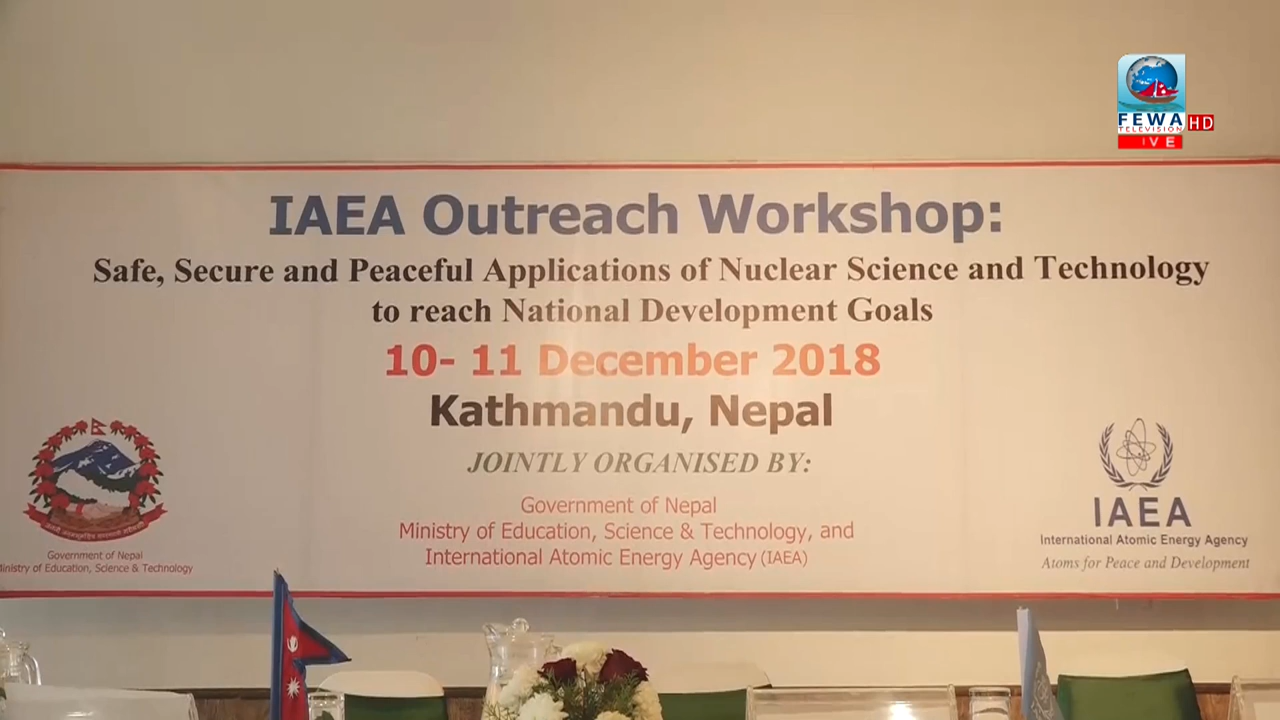 FEWA HD
TELEVISION
IVE
IAEA Outreach Workshop:
Safe, Secure and Peaceful Applications of Nuclear Science and Technology
to reach National Development Goals
10- 11 December 2018
Kathmandu, Nepal
JOINTLY ORGANISED BY:
Government of Nepal
Ministry of Education, Science & Technology, and
International Atomic Energy Agency (IAEA)
Government of Nepal
inistry of Education, Science & Technology
IAEA
International Atomic Energy Agency
Atoms for Peace and Development